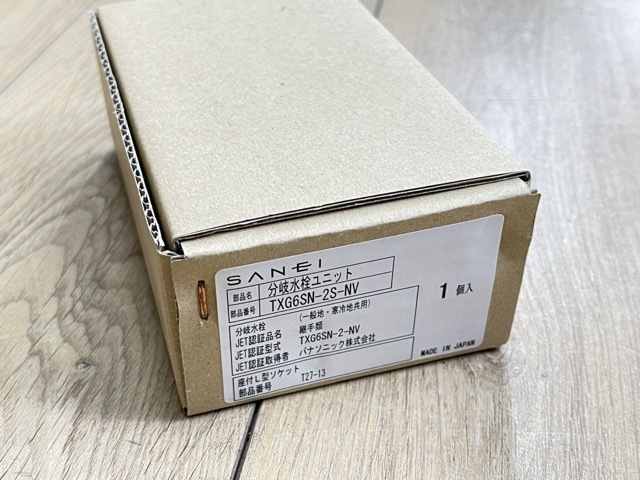 SANEI
部品名 分岐水栓ユニット
部品番号 TXG6SN-2S-NV
1 個入
分岐水栓 (一般地・寒冷地共用)
JET認証品名 継手類
JET認証型式 TXG6SN-2-NV
JET認証取得者 パナソニック株式会社
座付L型ソケット
部品番号 T27-13
MADE IN JAPAN